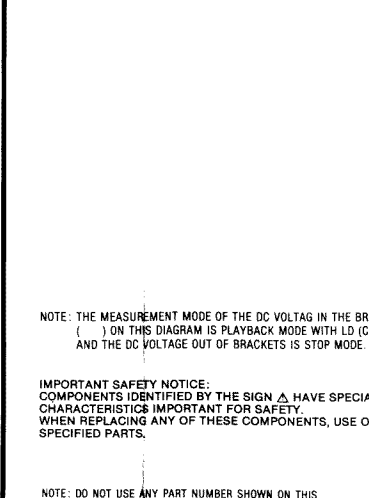 NOTE: THE MEASUREMENT MODE OF THE DC VOLTAG IN THE BR
( ) ON THIS DIAGRAM IS PLAYBACK MODE WITH LD (C
AND THE DC VOLTAGE OUT OF BRACKETS IS STOP MODE.
IMPORTANT SAFETY NOTICE:
COMPONENTS IDENTIFIED BY THE SIGN ⚠ HAVE SPECIA
CHARACTERISTICS IMPORTANT FOR SAFETY.
WHEN REPLACING ANY OF THESE COMPONENTS, USE O
SPECIFIED PARTS.
NOTE: DO NOT USE ANY PART NUMBER SHOWN ON THIS